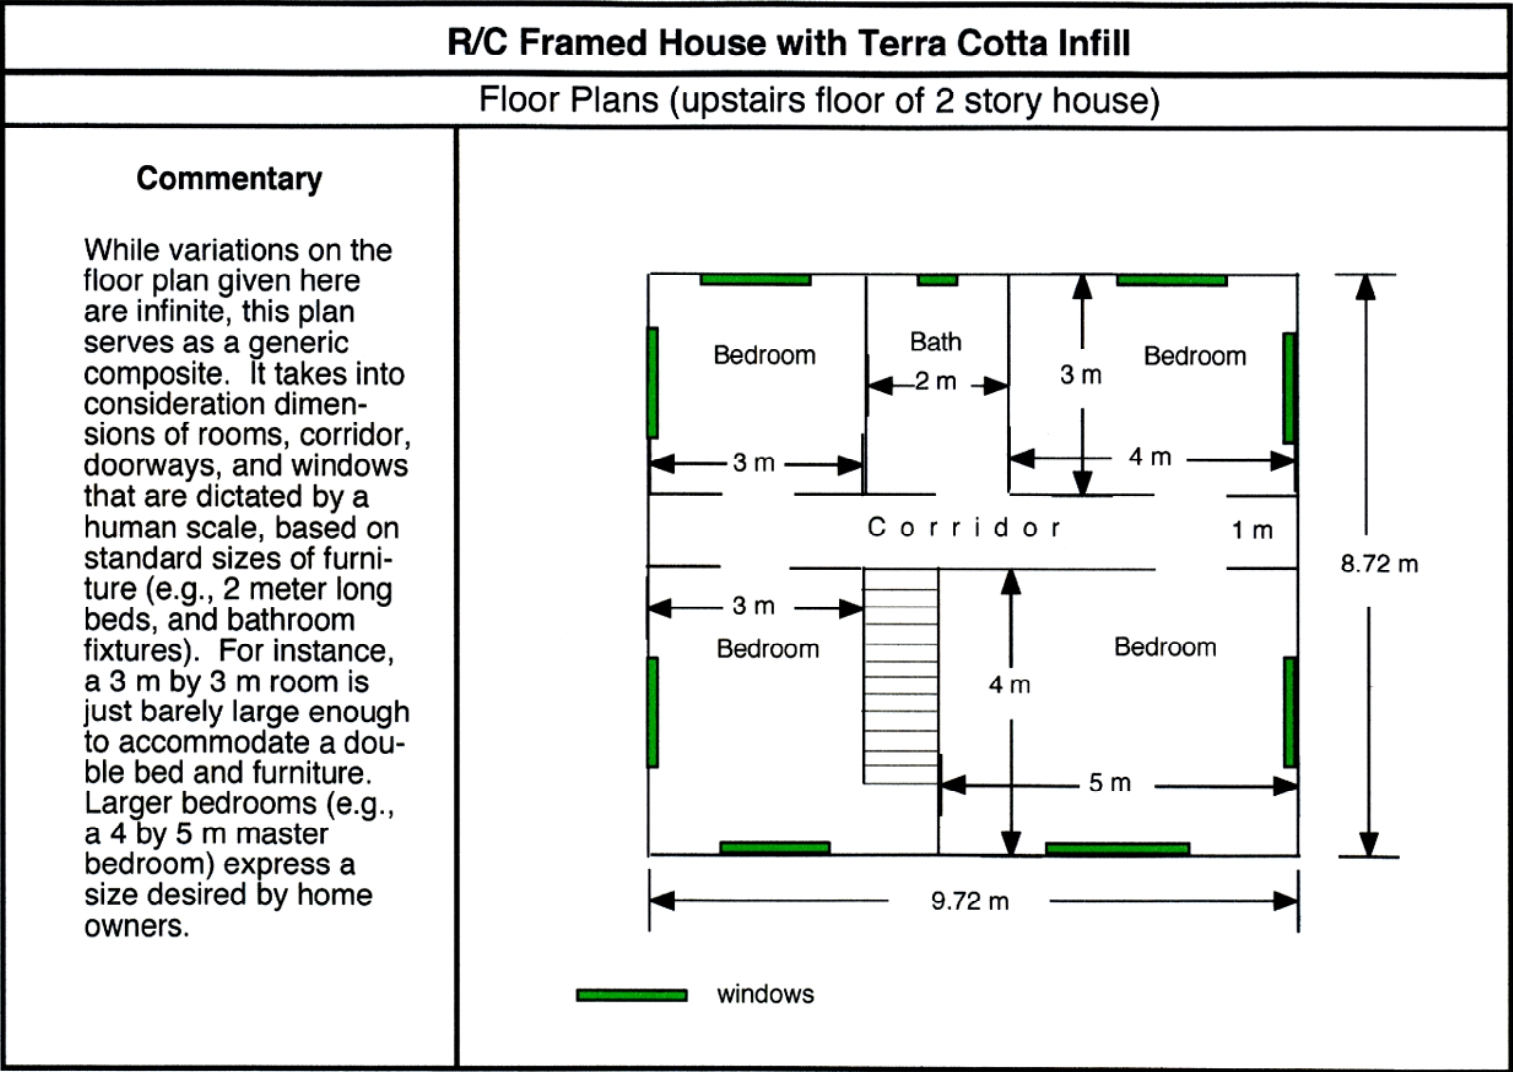 R/C Framed House with Terra Cotta Infill
Floor Plans (upstairs floor of 2 story house)
Commentary
While variations on the
floor plan given here
are infinite, this plan
serves as a generic
composite. It takes into
consideration dimen-
sions of rooms, corridor,
doorways, and windows
that are dictated by a
human scale, based on
standard sizes of furni-
ture (e.g., 2 meter long
beds, and bathroom
fixtures). For instance,
a 3 m by 3 m room is
just barely large enough
to accommodate a dou-
ble bed and furniture.
Larger bedrooms (e.g.,
a 4 by 5 m master
bedroom) express a
size desired by home
owners.
Bedroom
Bath
Bedroom
2 m
3 m
3 m
4 m
Corridor
1 m
8.72 m
3 m
Bedroom
Bedroom
4 m
5 m
9.72 m
windows